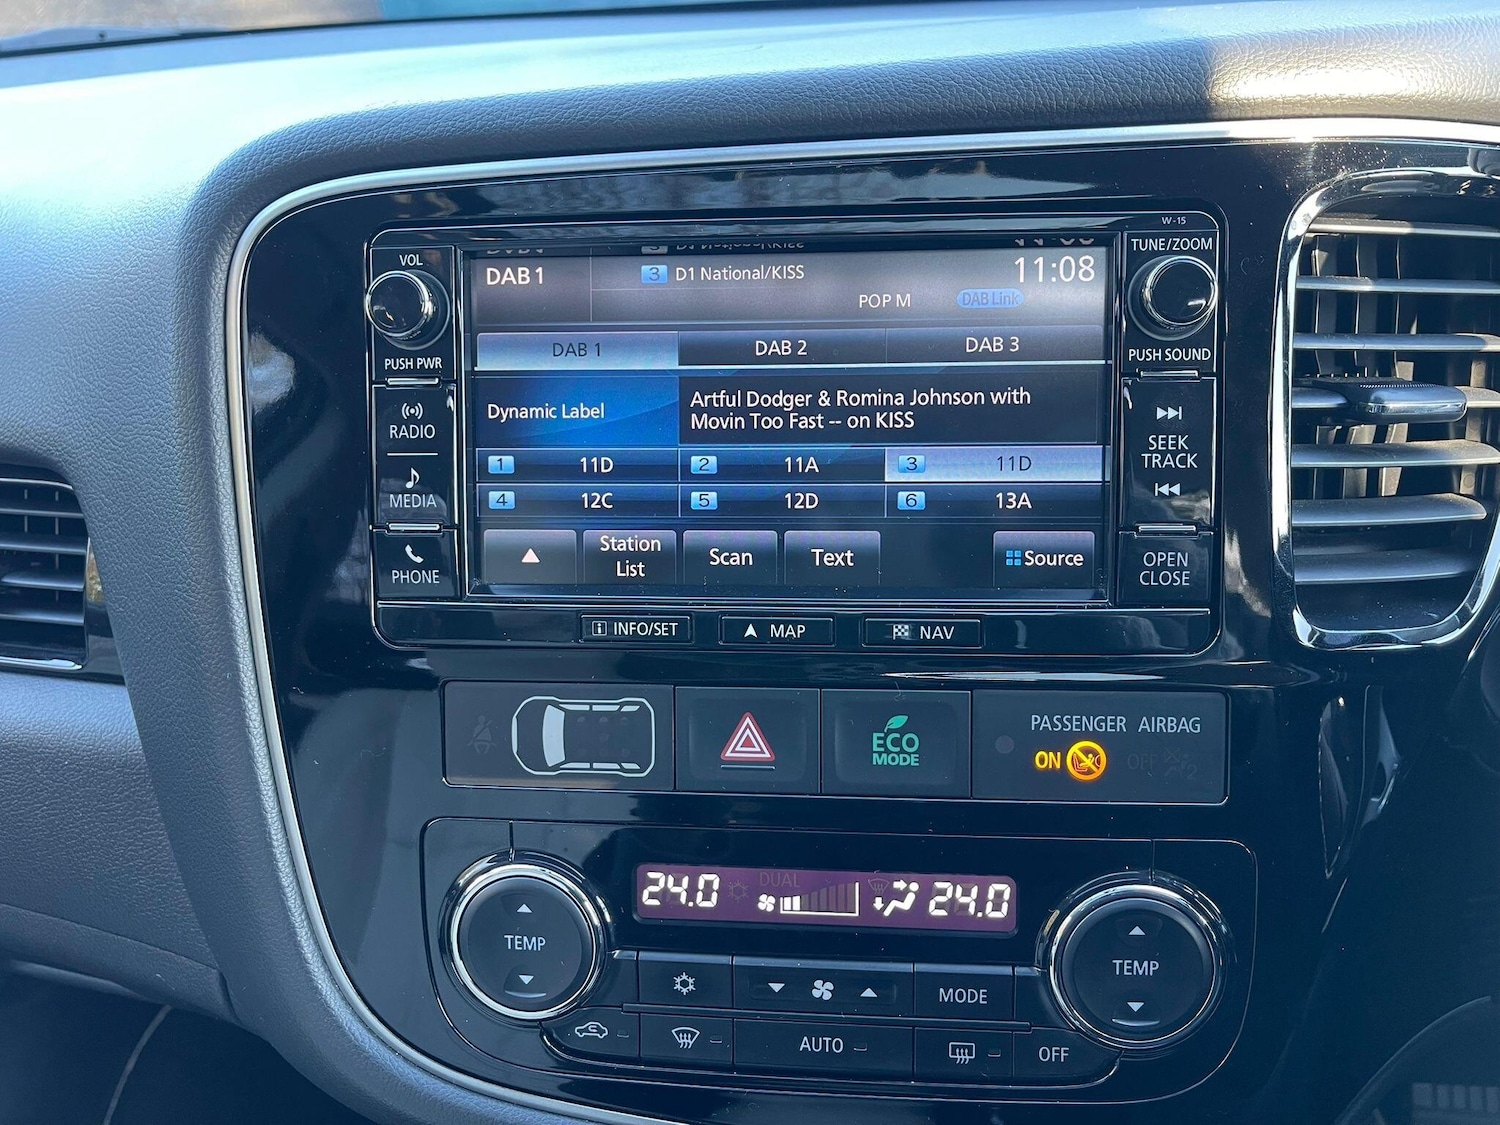 W-15
VOL
PUSH PWR
RADIO
MEDIA
PHONE
DAB 1
3 D1 National/KISS
11:08
POP M
DAB Link
DAB 1
DAB 2
DAB 3
Dynamic Label
Artful Dodger & Romina Johnson with
Movin Too Fast -- on KISS
1 11D
2 11A
3 11D
4 12C
5 12D
6 13A
Station
List
Scan
Text
Source
TUNE/ZOOM
PUSH SOUND
SEEK
TRACK
OPEN
CLOSE
INFO/SET
MAP
NAV
ECO
MODE
PASSENGER AIRBAG
ON
OFF
24.0
DUAL
24.0
TEMP
TEMP
MODE
AUTO
OFF